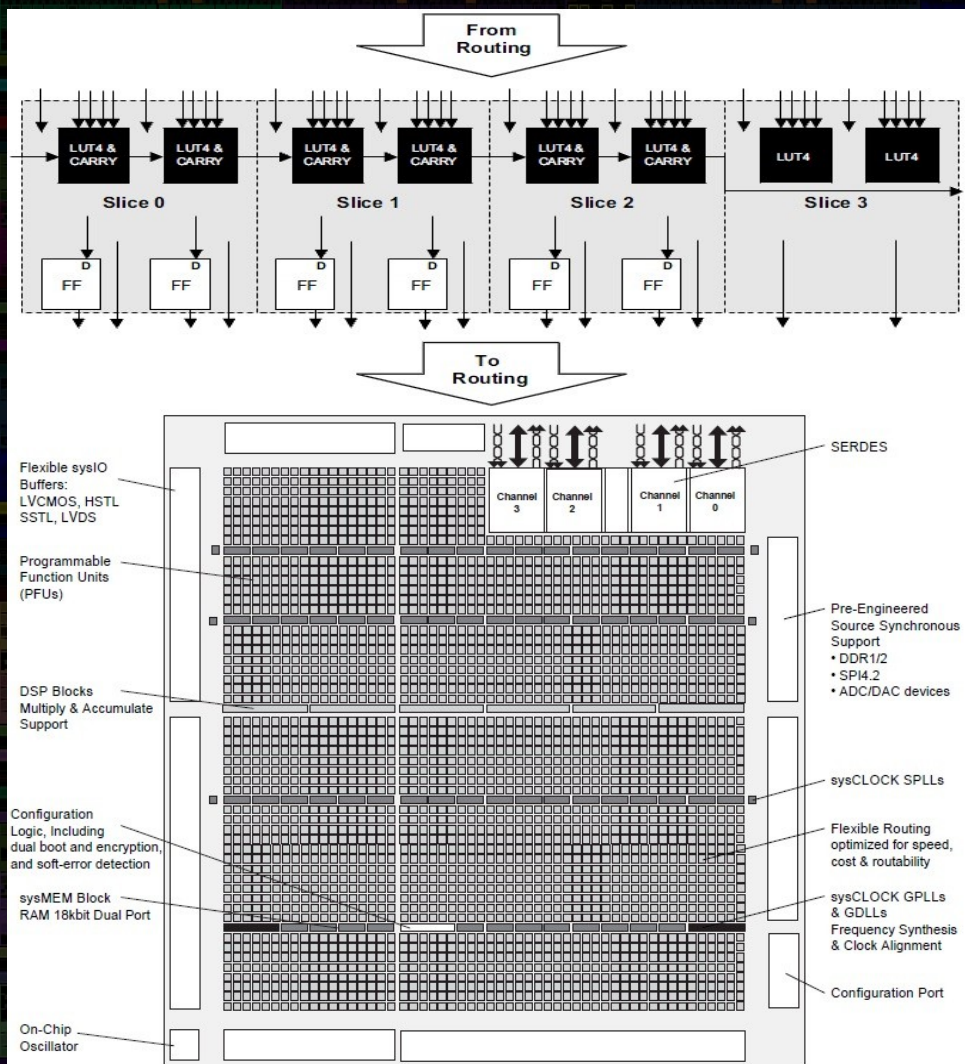 From
Routing
LUT4 &
CARRY
LUT4 &
CARRY
LUT4 &
CARRY
LUT4 &
CARRY
LUT4 &
CARRY
LUT4 &
CARRY
LUT4
LUT4
Slice 0
Slice 1
Slice 2
Slice 3
D
FF
D
FF
D
FF
D
FF
D
FF
D
FF
To
Routing
SERDES
Flexible sysIO
Buffers:
LVCMOS, HSTL
SSTL, LVDS
Channel
3
Channel
2
Channel
1
Channel
0
Programmable
Function Units
(PFUs)
Pre-Engineered
Source Synchronous
Support
• DDR1/2
• SPI4.2
• ADC/DAC devices
DSP Blocks
Multiply & Accumulate
Support
sysCLOCK SPLLs
Configuration
Logic, Including
dual boot and encryption,
and soft-error detection
Flexible Routing
optimized for speed,
cost & routability
sysMEM Block
RAM 18kbit Dual Port
sysCLOCK GPLLs
& GDLLs
Frequency Synthesis
& Clock Alignment
Configuration Port
On-Chip
Oscillator